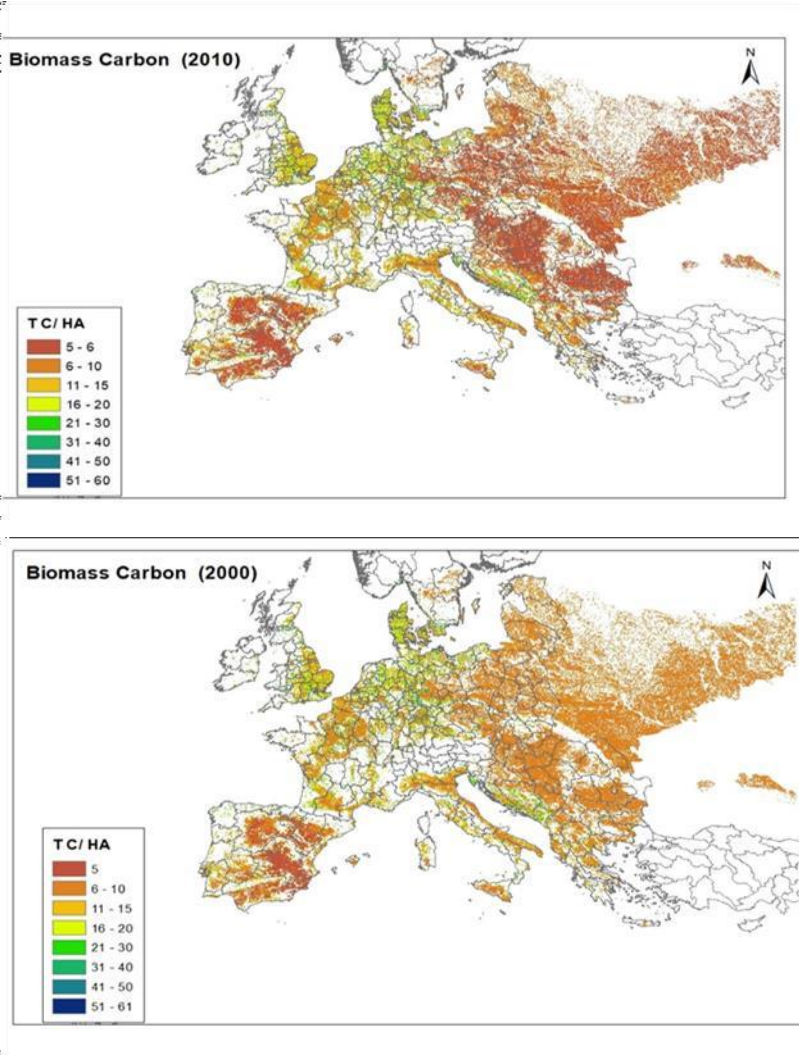 Biomass Carbon (2010)
N
T C/ HA
5 - 6
6 - 10
11 - 15
16 - 20
21 - 30
31 - 40
41 - 50
51 - 60
Biomass Carbon (2000)
N
T C/ HA
5
6 - 10
11 - 15
16 - 20
21 - 30
31 - 40
41 - 50
51 - 61